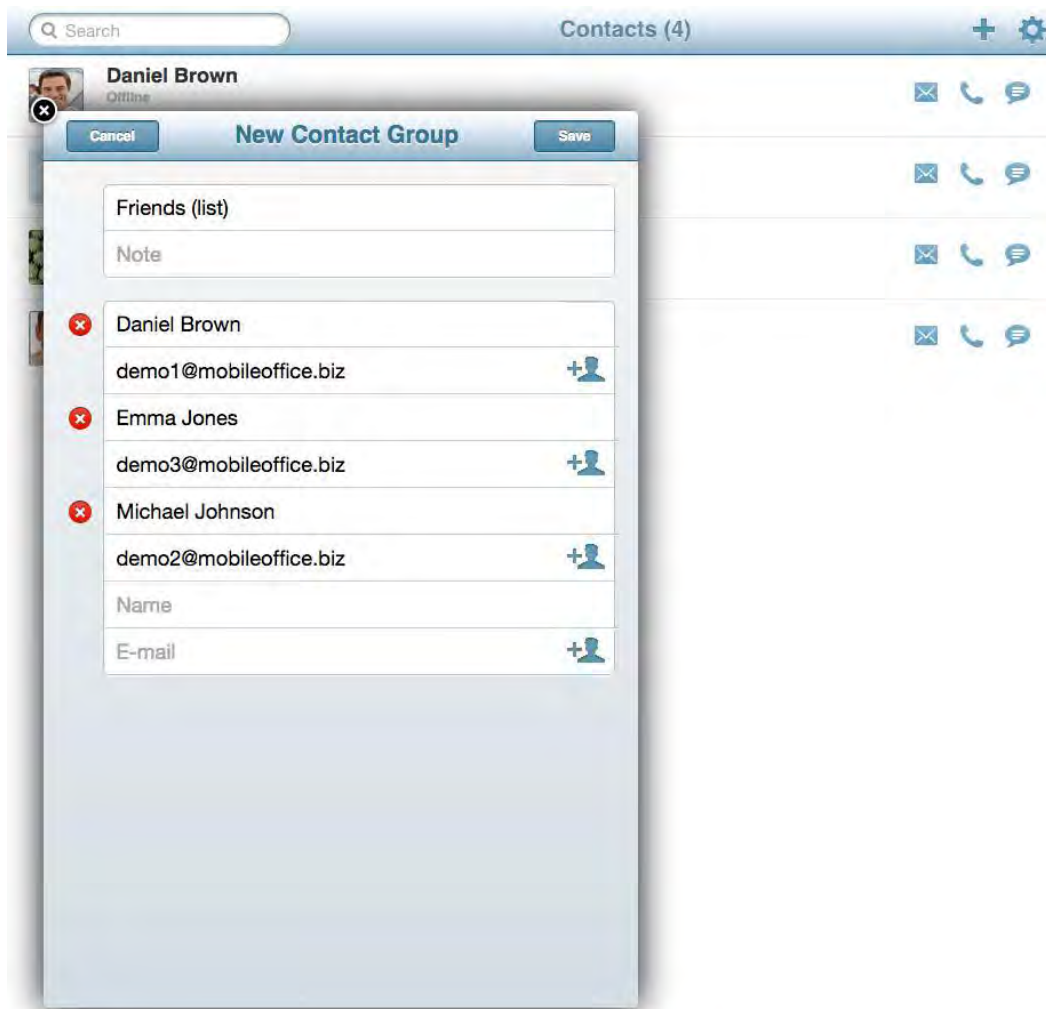 Search
Contacts (4)
Daniel Brown
Offline
Cancel
New Contact Group
Save
Friends (list)
Note
Daniel Brown
demo1@mobileoffice.biz
Emma Jones
demo3@mobileoffice.biz
Michael Johnson
demo2@mobileoffice.biz
Name
E-mail